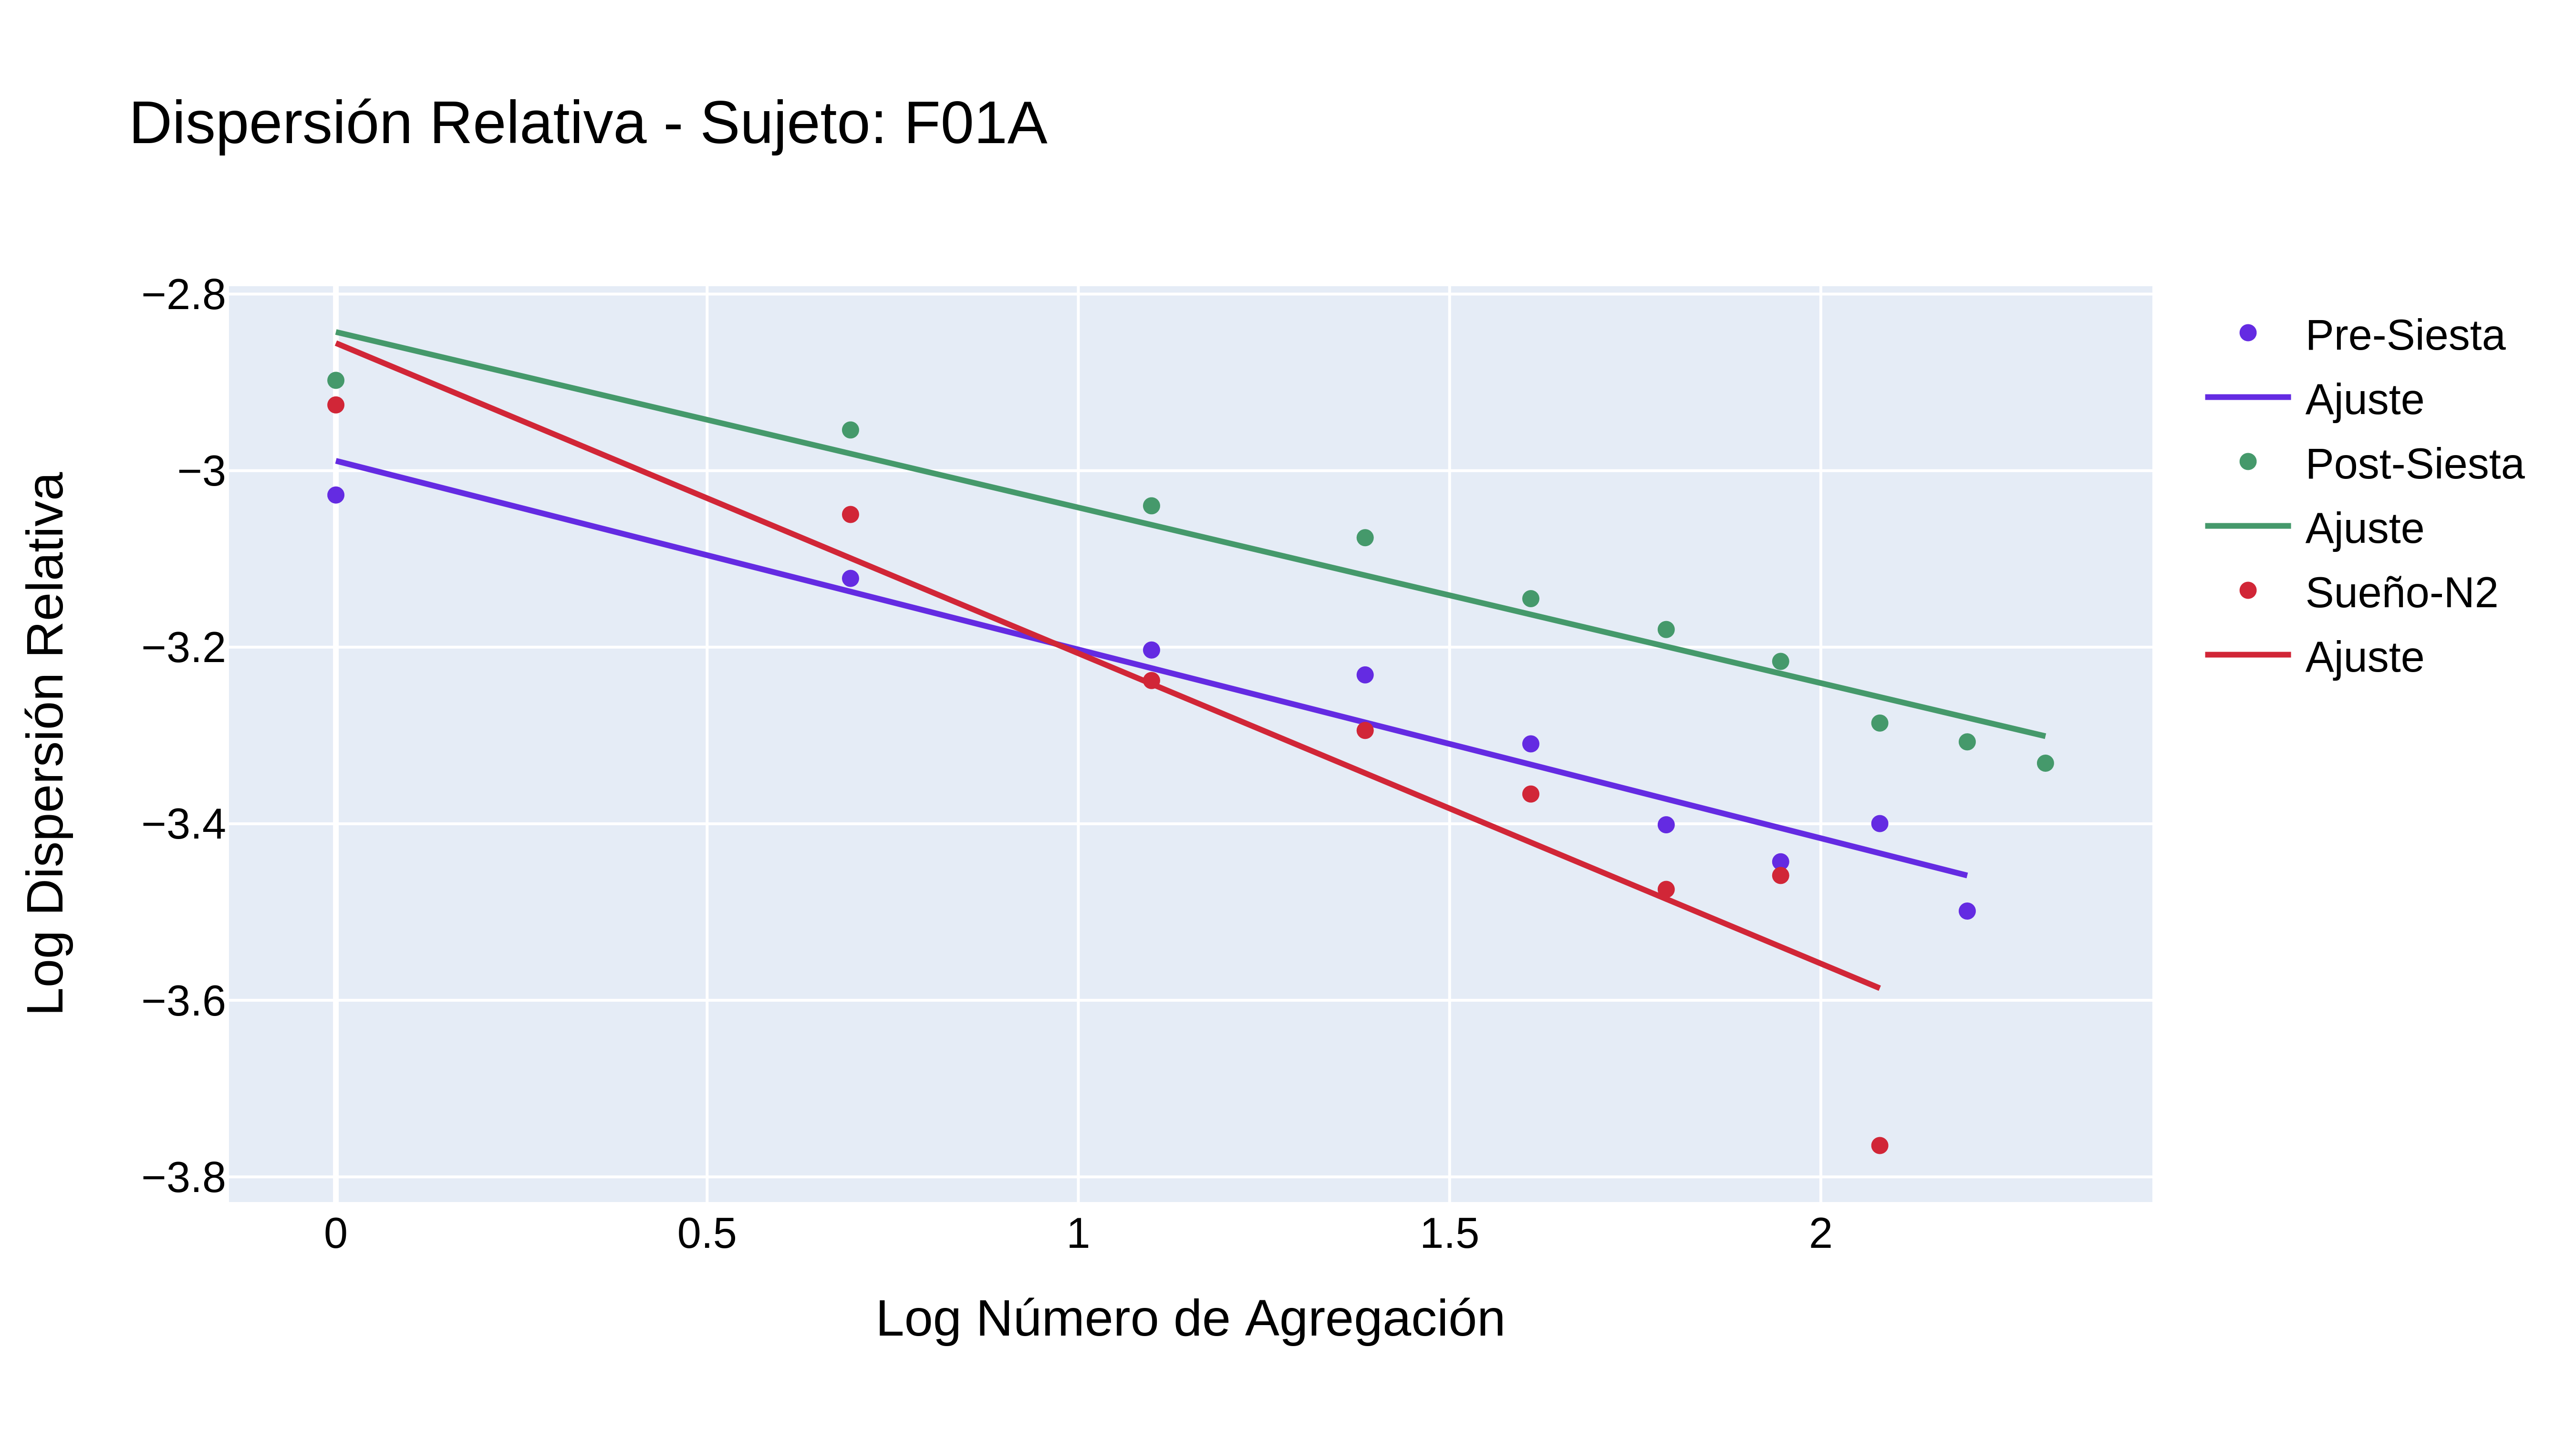 Dispersión Relativa - Sujeto: F01A
−2.8
−3
−3.2
−3.4
−3.6
−3.8
Log Dispersión Relativa
0
0.5
1
1.5
2
Log Número de Agregación
Pre-Siesta
Ajuste
Post-Siesta
Ajuste
Sueño-N2
Ajuste